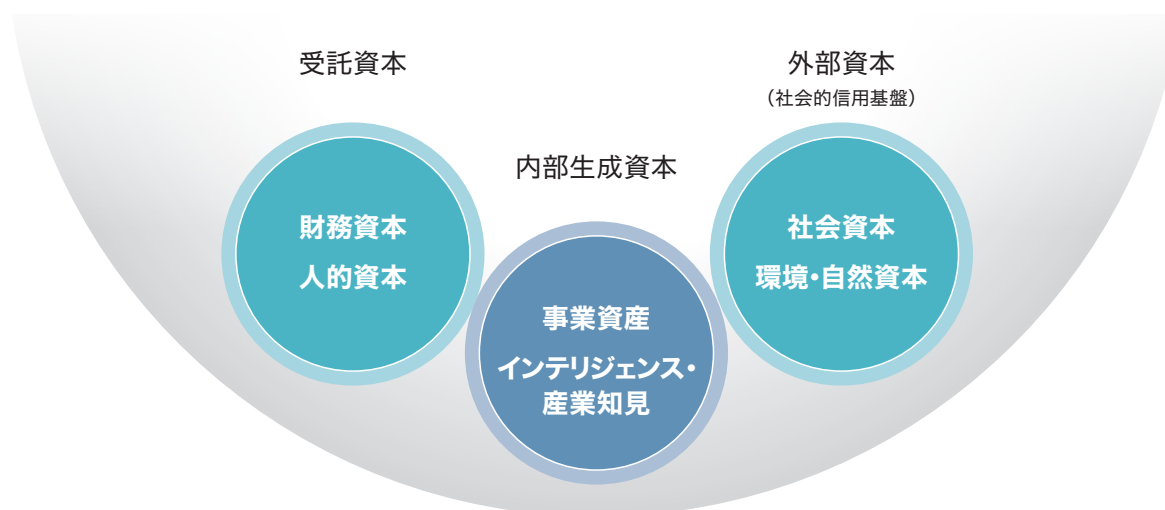 受託資本
財務資本
人的資本
内部生成資本
事業資産
インテリジェンス・
産業知見
外部資本
（社会的信用基盤）
社会資本
環境・自然資本